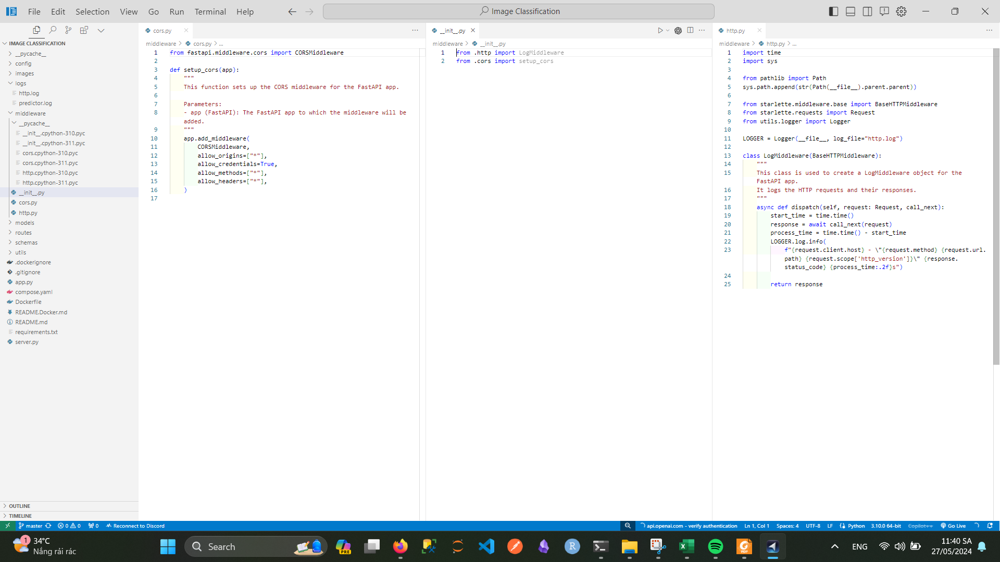 File Edit Selection View Go Run Terminal Help
Image Classification
IMAGE CLASSIFICATION
__pycache__
config
images
logs
http.log
predictor.log
middleware
__pycache__
__init__.cpython-310.pyc
__init__.cpython-311.pyc
cors.cpython-310.pyc
cors.cpython-311.pyc
http.cpython-310.pyc
http.cpython-311.pyc
__init__.py
cors.py
http.py
models
routes
schemas
utils
.dockerignore
.gitignore
app.py
compose.yaml
Dockerfile
README.Docker.md
README.md
requirements.txt
server.py
OUTLINE
TIMELINE
cors.py
middleware > cors.py > ...
1 from fastapi.middleware.cors import CORSMiddleware
2
3 def setup_cors(app):
4 """
5 This function sets up the CORS middleware for the FastAPI app.
6
7 Parameters:
8 - app (FastAPI): The FastAPI app to which the middleware will be
added.
9 """
10 app.add_middleware(
11 CORSMiddleware,
12 allow_origins=["*"],
13 allow_credentials=True,
14 allow_methods=["*"],
15 allow_headers=["*"],
16 )
17
__init__.py
middleware > __init__.py
1 from .http import LogMiddleware
2 from .cors import setup_cors
http.py
middleware > http.py > ...
1 import time
2 import sys
3
4 from pathlib import Path
5 sys.path.append(str(Path(__file__).parent.parent))
6
7 from starlette.middleware.base import BaseHTTPMiddleware
8 from starlette.requests import Request
9 from utils.logger import Logger
10
11 LOGGER = Logger(__file__, log_file="http.log")
12
13 class LogMiddleware(BaseHTTPMiddleware):
14 """
15 This class is used to create a LogMiddleware object for the
FastAPI app.
16 It logs the HTTP requests and their responses.
17 """
18 async def dispatch(self, request: Request, call_next):
19 start_time = time.time()
20 response = await call_next(request)
21 process_time = time.time() - start_time
22 LOGGER.log.info(
23 f"{request.client.host} - \"{request.method} {request.url.
path} {request.scope['http_version']}\" {response.
status_code} {process_time:.2f}s")
24
25 return response
master 0 0 0 Reconnect to Discord
api.openai.com - verify authentication Ln 1, Col 1 Spaces: 4 UTF-8 LF Python 3.10.0 64-bit Copilot++ Go Live
1 34°C
Nắng rải rác
Search
PRE
R
PDF
ENG
11:40 SA
27/05/2024